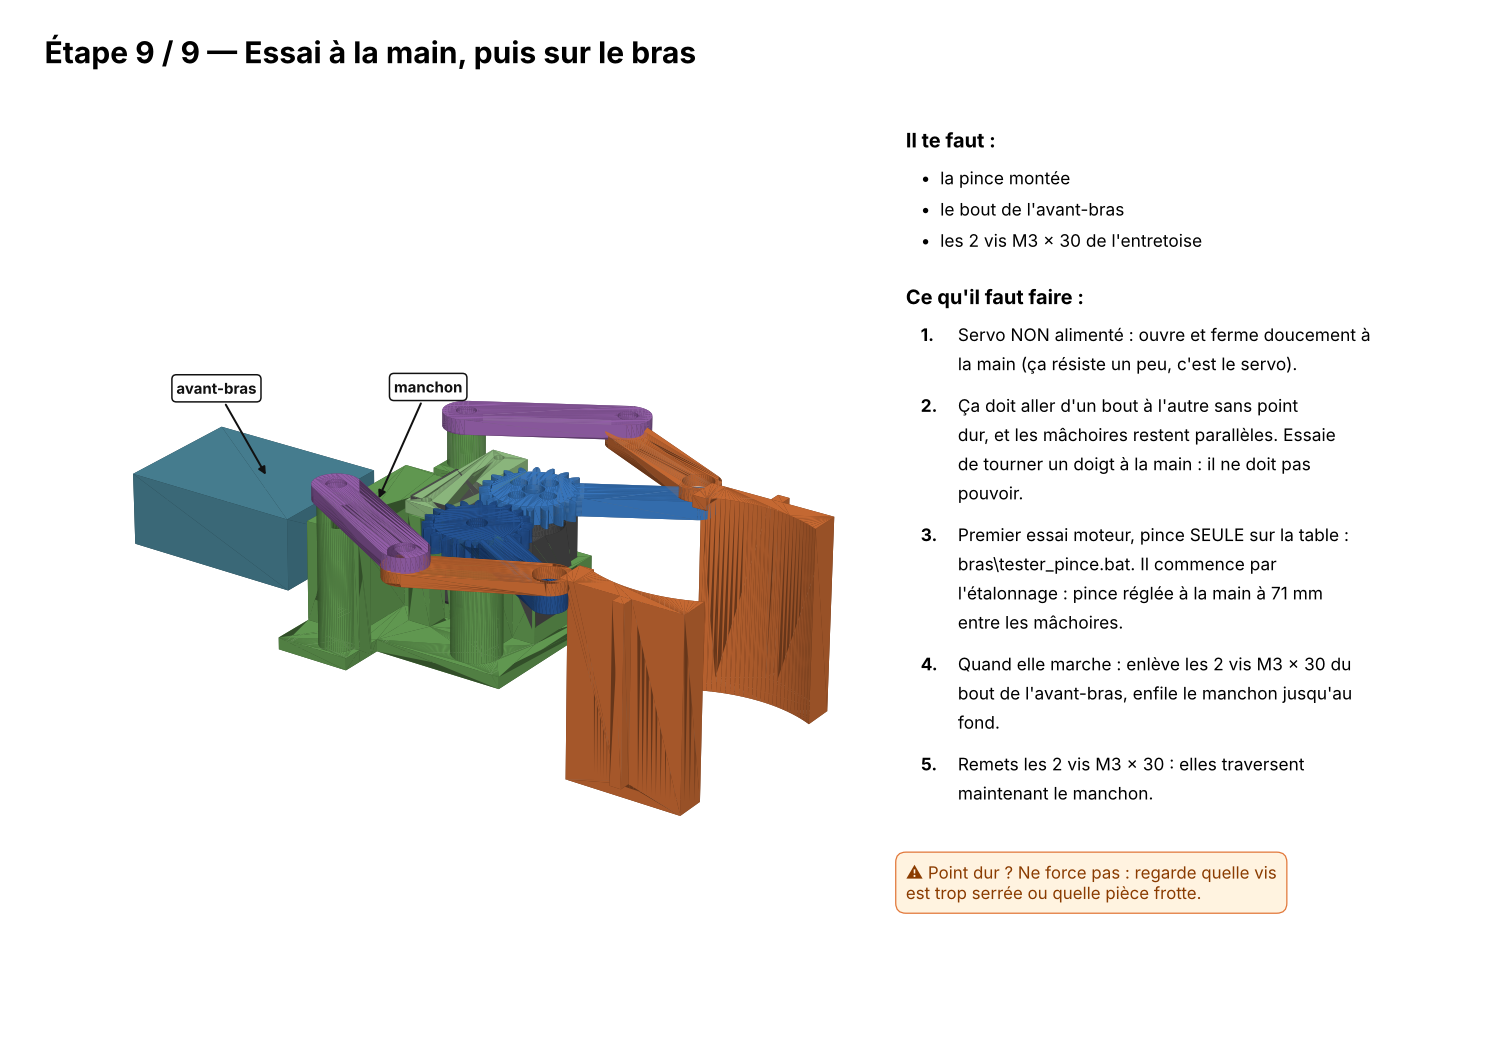 Étape 9 / 9 — Essai à la main, puis sur le bras
avant-bras
manchon
Il te faut :
• la pince montée
• le bout de l'avant-bras
• les 2 vis M3 × 30 de l'entretoise
Ce qu'il faut faire :
1. Servo NON alimenté : ouvre et ferme doucement à
la main (ça résiste un peu, c'est le servo).
2. Ça doit aller d'un bout à l'autre sans point
dur, et les mâchoires restent parallèles. Essaie
de tourner un doigt à la main : il ne doit pas
pouvoir.
3. Premier essai moteur, pince SEULE sur la table :
bras\tester_pince.bat. Il commence par
l'étalonnage : pince réglée à la main à 71 mm
entre les mâchoires.
4. Quand elle marche : enlève les 2 vis M3 × 30 du
bout de l'avant-bras, enfile le manchon jusqu'au
fond.
5. Remets les 2 vis M3 × 30 : elles traversent
maintenant le manchon.
⚠ Point dur ? Ne force pas : regarde quelle vis
est trop serrée ou quelle pièce frotte.